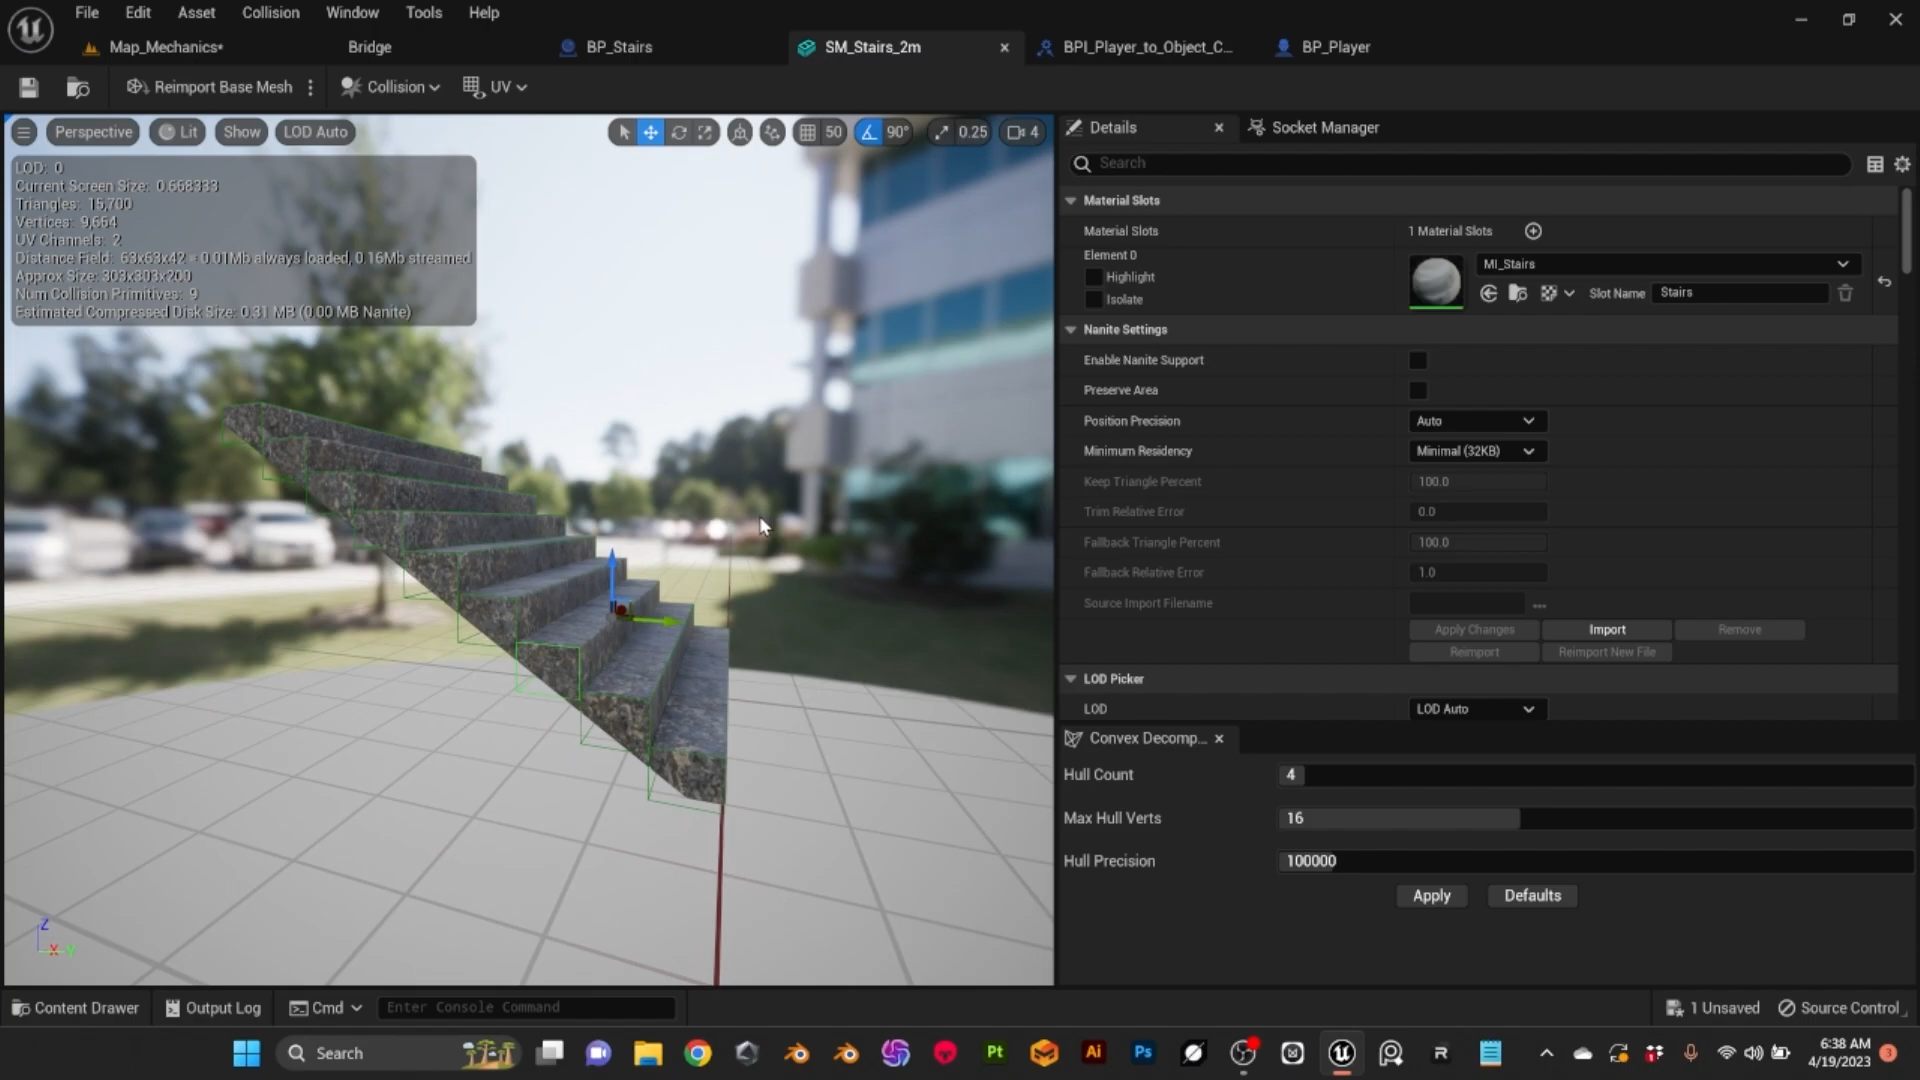 File Edit Asset Collision Window Tools Help
Map_Mechanics* Bridge BP_Stairs SM_Stairs_2m BPI_Player_to_Object_C... BP_Player
Reimport Base Mesh Collision UV
Perspective Lit Show LOD Auto 50 90° 0.25 4
LOD: 0
Current Screen Size: 0.668333
Triangles: 15,700
Vertices: 9,664
UV Channels: 2
Distance Field: 63x63x42 = 0.01Mb always loaded, 0.16Mb streamed
Approx Size: 303x303x200
Num Collision Primitives: 9
Estimated Compressed Disk Size: 0.31 MB (0.00 MB Nanite)
Z
X Y
Details Socket Manager
Search
Material Slots
Material Slots 1 Material Slots
Element 0
Highlight
Isolate
MI_Stairs
Slot Name Stairs
Nanite Settings
Enable Nanite Support
Preserve Area
Position Precision Auto
Minimum Residency Minimal (32KB)
Keep Triangle Percent 100.0
Trim Relative Error 0.0
Fallback Triangle Percent 100.0
Fallback Relative Error 1.0
Source Import Filename
Apply Changes Import Remove
Reimport Reimport New File
LOD Picker
LOD LOD Auto
Convex Decomp...
Hull Count 4
Max Hull Verts 16
Hull Precision 100000
Apply Defaults
Content Drawer Output Log Cmd Enter Console Command 1 Unsaved Source Control
Search Pt Ai Ps R 6:38 AM
4/19/2023 3